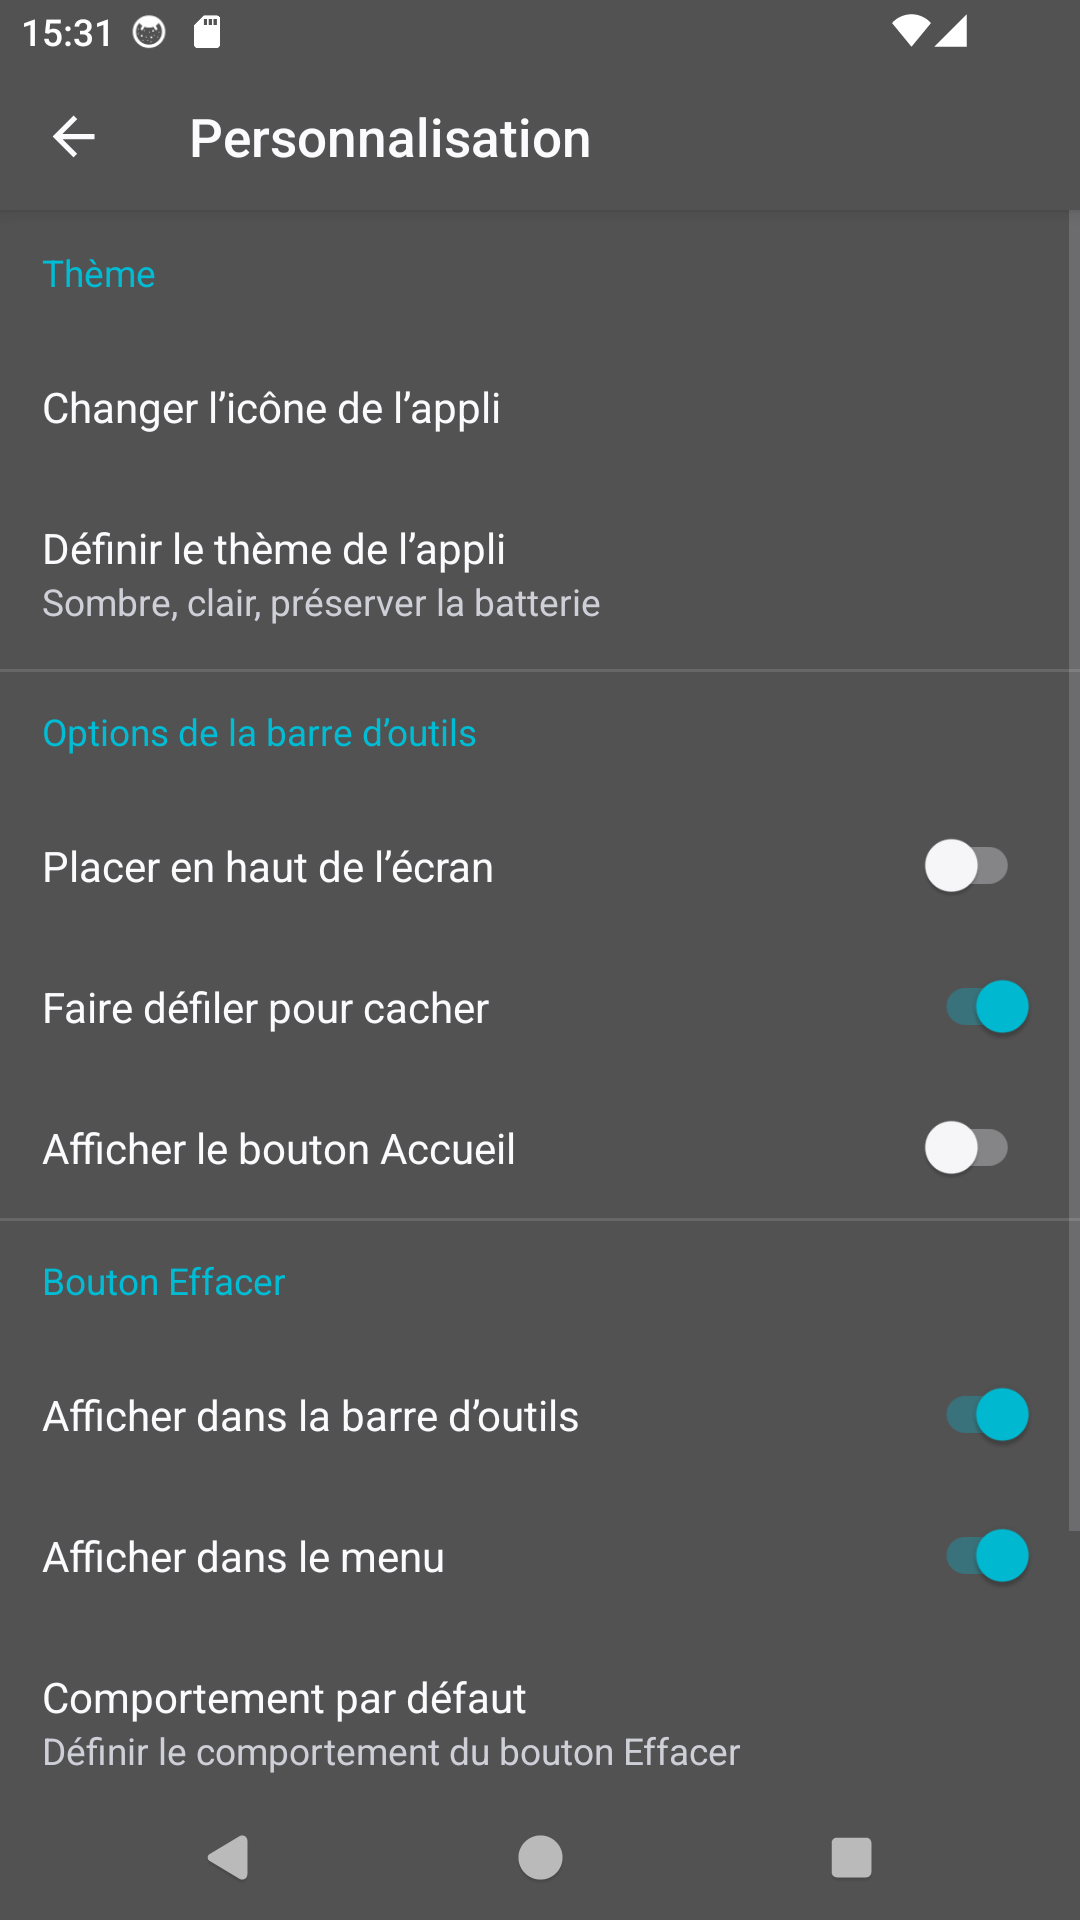 15:31
Personnalisation
Thème
Changer l’icône de l’appli
Définir le thème de l’appli
Sombre, clair, préserver la batterie
Options de la barre d’outils
Placer en haut de l’écran
Faire défiler pour cacher
Afficher le bouton Accueil
Bouton Effacer
Afficher dans la barre d’outils
Afficher dans le menu
Comportement par défaut
Définir le comportement du bouton Effacer